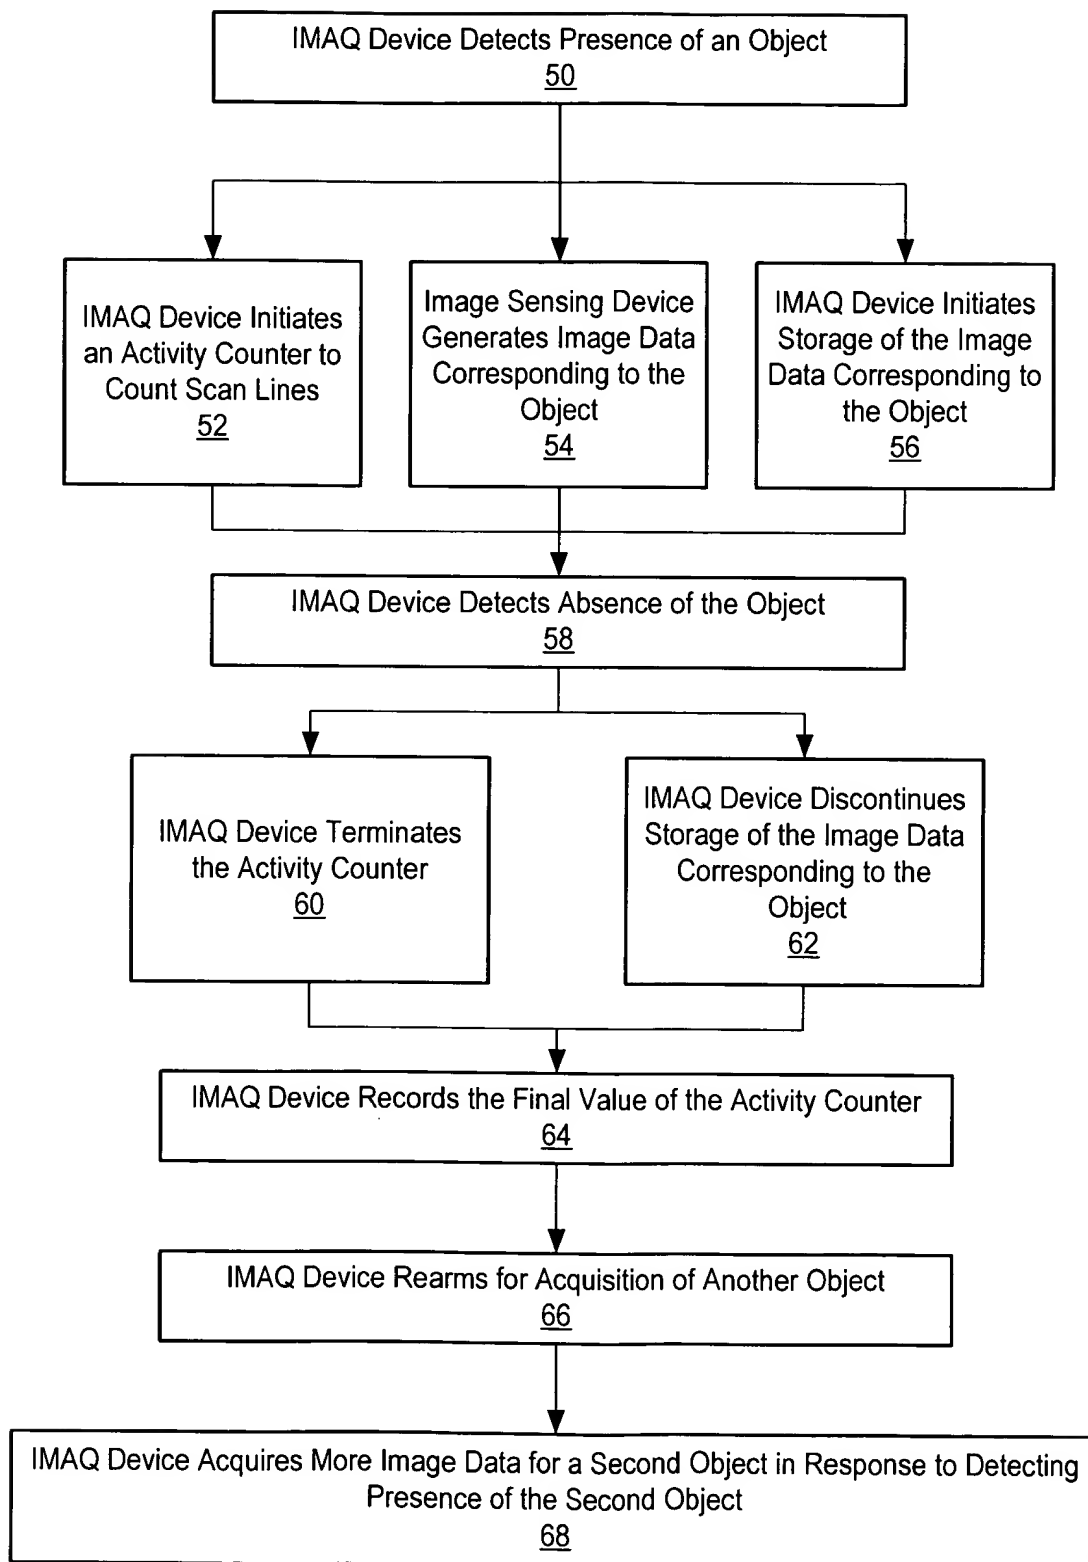 IMAQ Device Detects Presence of an Object
50
IMAQ Device Initiates
an Activity Counter to
Count Scan Lines
52
Image Sensing Device
Generates Image Data
Corresponding to the
Object
54
IMAQ Device Initiates
Storage of the Image
Data Corresponding to
the Object
56
IMAQ Device Detects Absence of the Object
58
IMAQ Device Terminates
the Activity Counter
60
IMAQ Device Discontinues
Storage of the Image Data
Corresponding to the
Object
62
IMAQ Device Records the Final Value of the Activity Counter
64
IMAQ Device Rearms for Acquisition of Another Object
66
IMAQ Device Acquires More Image Data for a Second Object in Response to Detecting
Presence of the Second Object
68